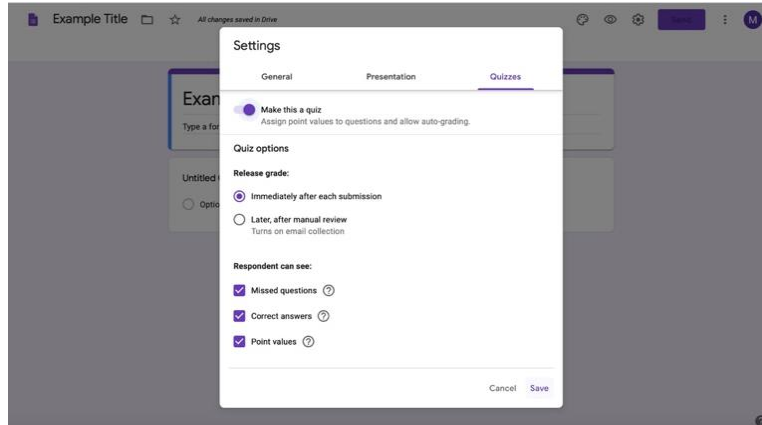 Example Title
All changes saved in Drive
M
Settings
General Presentation Quizzes
Exan
Type a for
Make this a quiz
Assign point values to questions and allow auto-grading.
Quiz options
Release grade:
Untitled
Immediately after each submission
Optio
Later, after manual review
Turns on email collection
Respondent can see:
Missed questions ?
Correct answers ?
Point values ?
Cancel Save